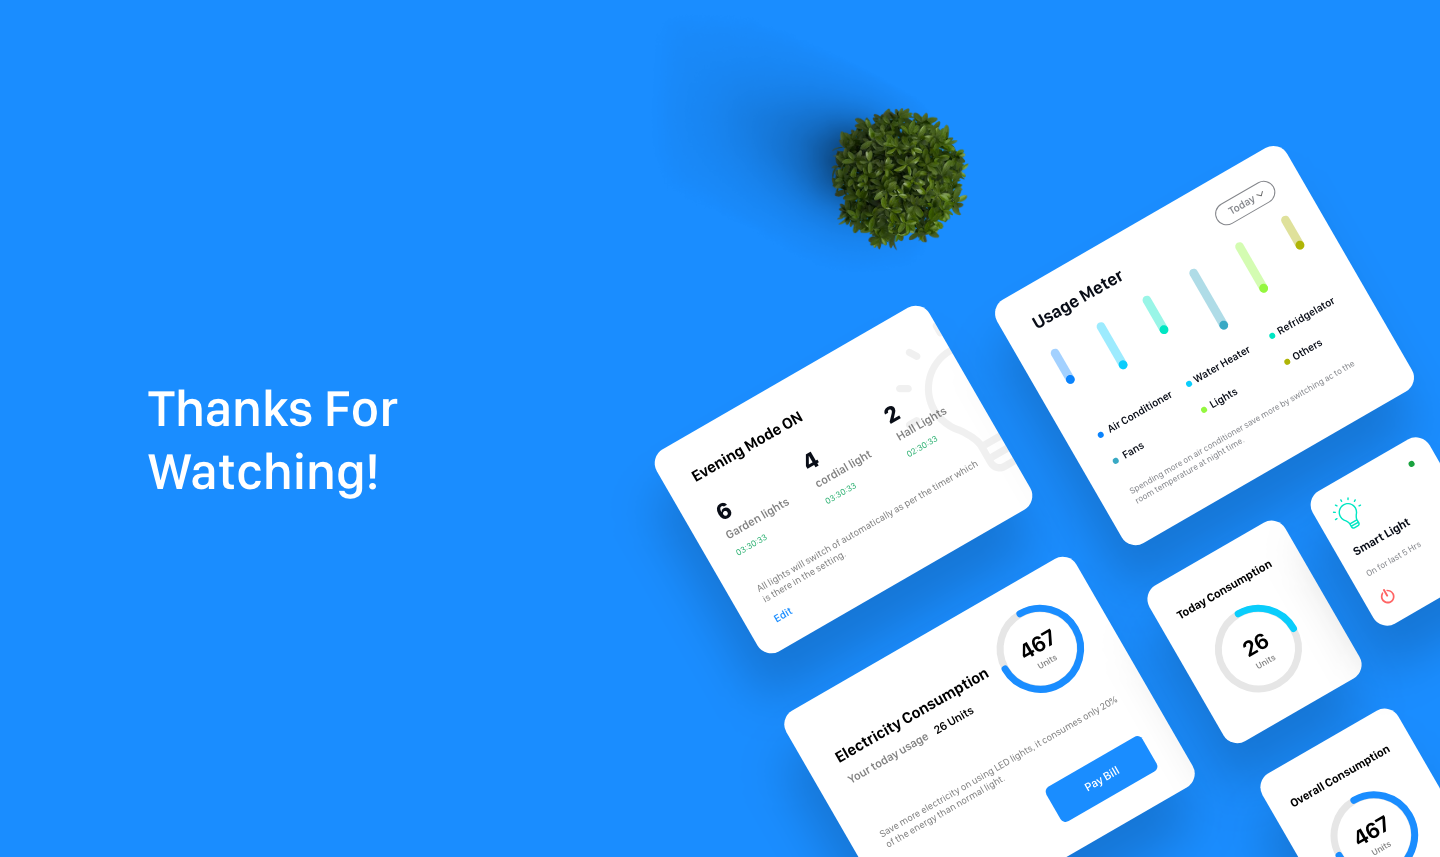 Thanks For
Watching!
Usage Meter
Today
Air Conditioner
Water Heater
Refridgelator
Fans
Lights
Others
Spending more on air conditioner save more by switching ac to the
room temperature at night time.
Evening Mode ON
6
Garden lights
03:30:33
4
cordial light
03:30:33
2
Hall Lights
02:30:33
All lights will switch of automatically as per the timer which
is there in the setting.
Edit
Electricity Consumption
Your today usage 26 Units
467
Units
Save more electricity on using LED lights, it consumes only 20%
of the energy than normal light.
Pay Bill
Today Consumption
26
Units
Smart Light
On for last 5 Hrs
Overall Consumption
467
Units